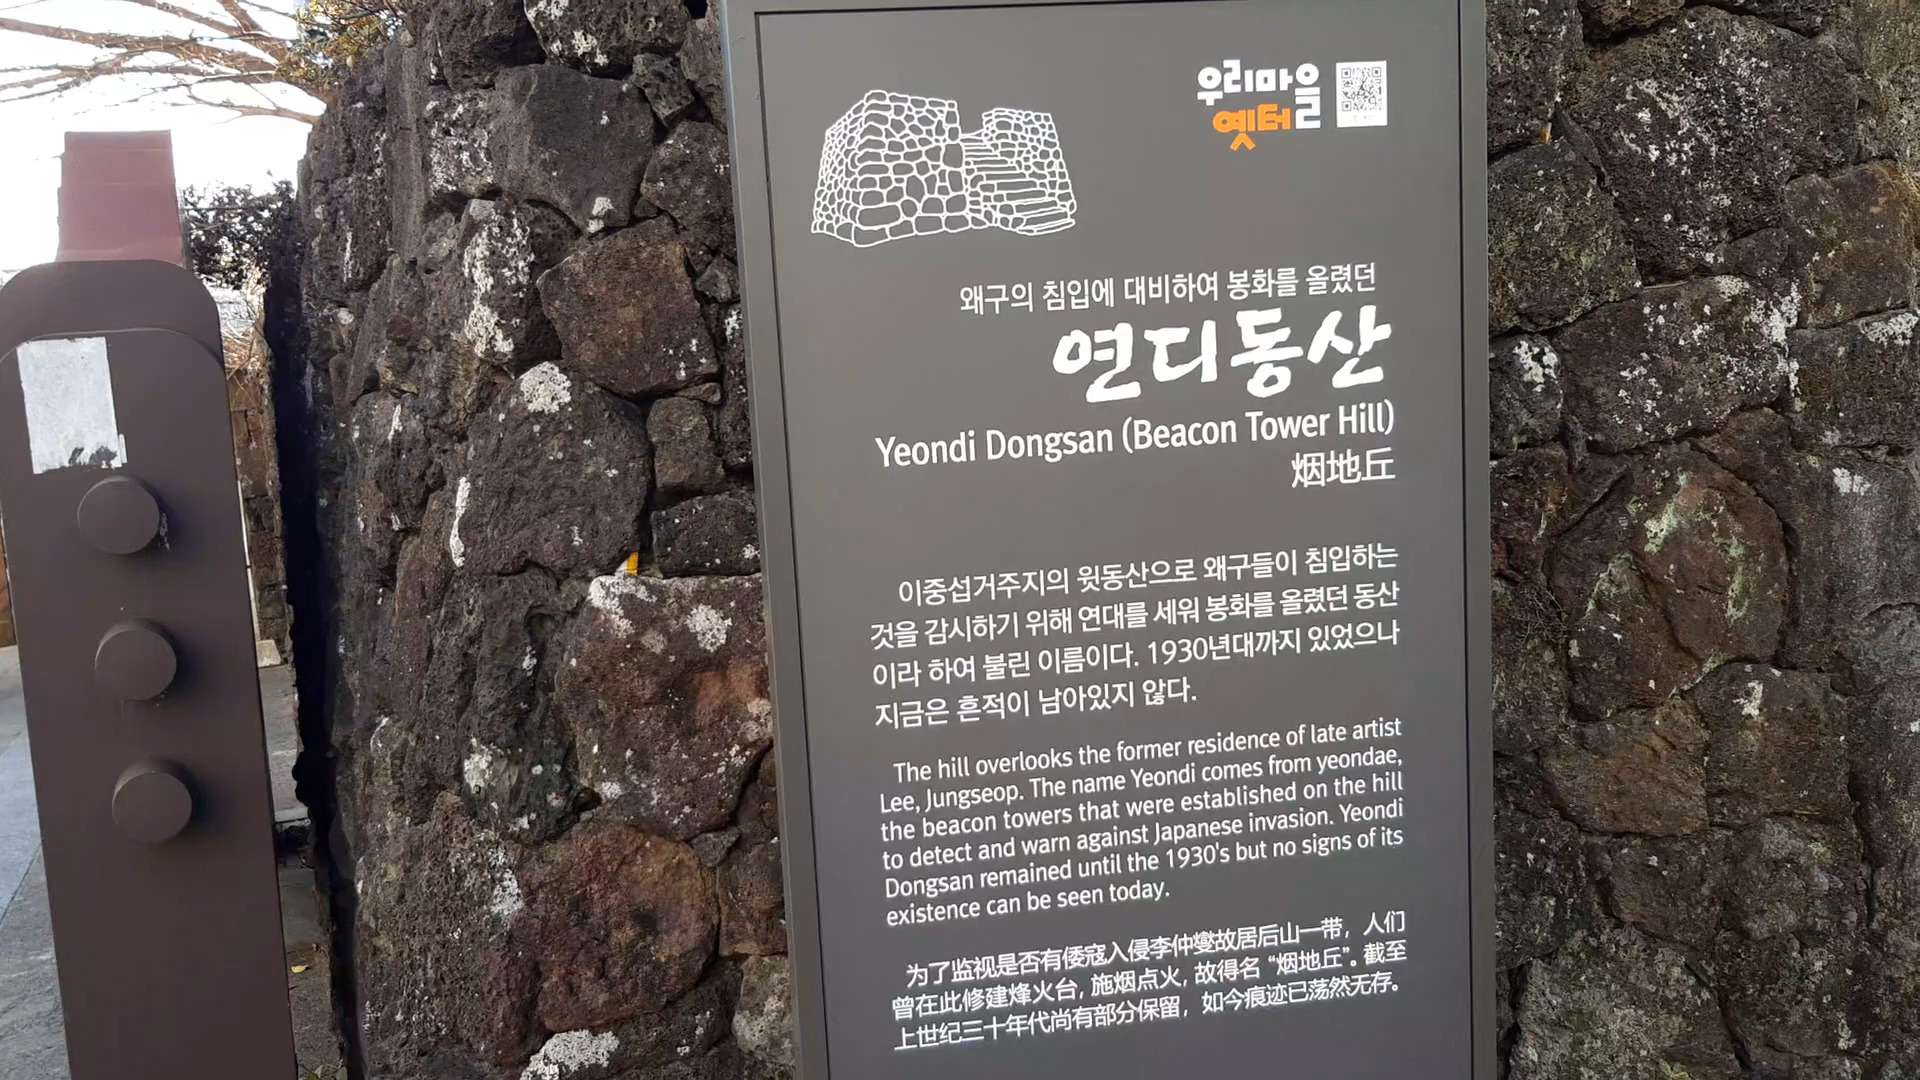 우리마을
옛터
왜구의 침입에 대비하여 봉화를 올렸던
연디동산
Yeondi Dongsan (Beacon Tower Hill)
烟地丘
이중섭거주지의 윗동산으로 왜구들이 침입하는
것을 감시하기 위해 연대를 세워 봉화를 올렸던 동산
이라 하여 불린 이름이다. 1930년대까지 있었으나
지금은 흔적이 남아있지 않다.
The hill overlooks the former residence of late artist
Lee, Jungseop. The name Yeondi comes from yeondae,
the beacon towers that were established on the hill
to detect and warn against Japanese invasion. Yeondi
Dongsan remained until the 1930's but no signs of its
existence can be seen today.
为了监视是否有倭寇入侵李仲燮故居后山一带，人们
曾在此修建烽火台, 施烟点火, 故得名 “烟地丘”。截至
上世纪三十年代尚有部分保留，如今痕迹已荡然无存。